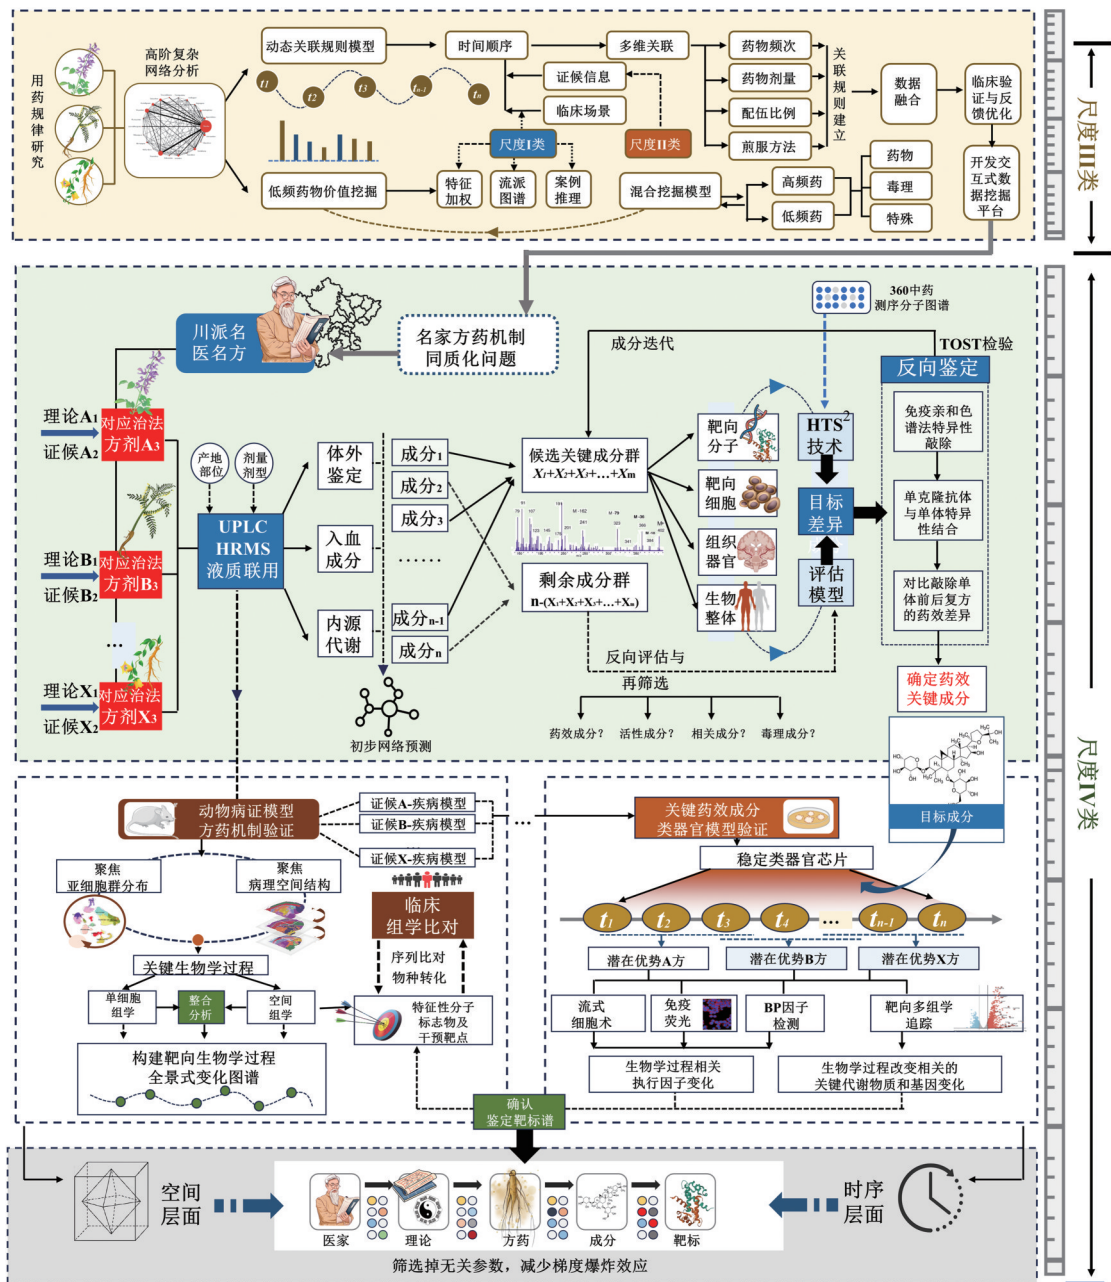 用药规律研究
高阶复杂
网络分析
动态关联规则模型
时间顺序
多维关联
药物频次
药物剂量
配伍比例
煎服方法
关联规则建立
数据
融合
临床验
证与反
馈优化
t1
t2
t3
tn-1
tn
证候信息
临床场景
尺度I类
尺度II类
低频药物价值挖掘
特征
加权
流派
图谱
案例
推理
混合挖掘模型
高频药
低频药
药物
毒理
特殊
开发交
互式数
据挖掘
平台
尺度III类
川派名
医名方
名家方药机制
同质化问题
360中药
测序分子图谱
成分迭代
TOST检验
反向鉴定
理论A1
证候A2
对应治法
方剂A3
理论B1
证候B2
对应治法
方剂B3
...
理论X1
证候X2
对应治法
方剂X3
产地
部位
剂量
剂型
UPLC
HRMS
液质联用
体外
鉴定
入血
成分
内源
代谢
成分1
成分2
成分3
......
成分n-1
成分n
初步网络预测
候选关键成分群
X1+X2+X3+...+Xm
剩余成分群
n-(X1+X2+X3+...+Xm)
靶向
分子
靶向
细胞
组织
器官
生物
整体
HTS2
技术
目标
差异
评估
模型
反向评估与
再筛选
药效成分?
活性成分?
相关成分?
毒理成分?
免疫亲和色
谱法特异性
敲除
单克隆抗体
与单体特异
性结合
对比敲除单
体前后复方
的药效差异
确定药效
关键成分
目标成分
尺度IV类
动物病证模型
方药机制验证
证候A-疾病模型
证候B-疾病模型
证候X-疾病模型
...
聚焦
亚细胞群分布
聚焦
病理空间结构
临床
组学比对
序列比对
物种转化
关键生物学过程
单细胞
组学
整合
分析
空间
组学
特征性分子
标志物及
干预靶点
构建靶向生物学过程
全景式变化图谱
关键药效成分
类器官模型验证
稳定类器官芯片
t1
t2
t3
t4
...
tn-1
tn
潜在优势A方
潜在优势B方
潜在优势X方
流式
细胞术
免疫
荧光
BP因子
检测
靶向多组学
追踪
生物学过程相关
执行因子变化
生物学过程改变相关的
关键代谢物质和基因变化
确认
鉴定靶标谱
空间
层面
医家
理论
方药
成分
靶标
时序
层面
筛选掉无关参数，减少梯度爆炸效应